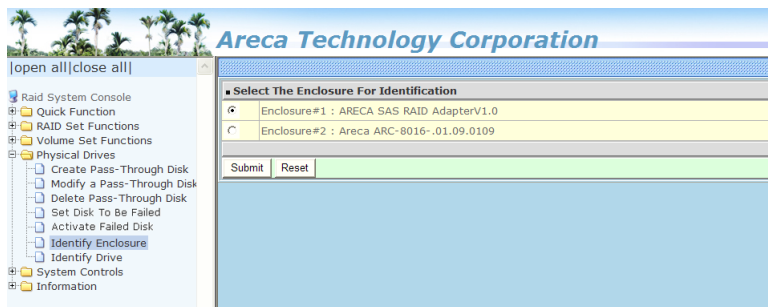 Areca Technology Corporation
|open all|close all|
Raid System Console
Quick Function
RAID Set Functions
Volume Set Functions
Physical Drives
Create Pass-Through Disk
Modify a Pass-Through Disk
Delete Pass-Through Disk
Set Disk To Be Failed
Activate Failed Disk
Identify Enclosure
Identify Drive
System Controls
Information
Select The Enclosure For Identification
Enclosure#1 : ARECA SAS RAID AdapterV1.0
Enclosure#2 : Areca ARC-8016-.01.09.0109
Submit Reset